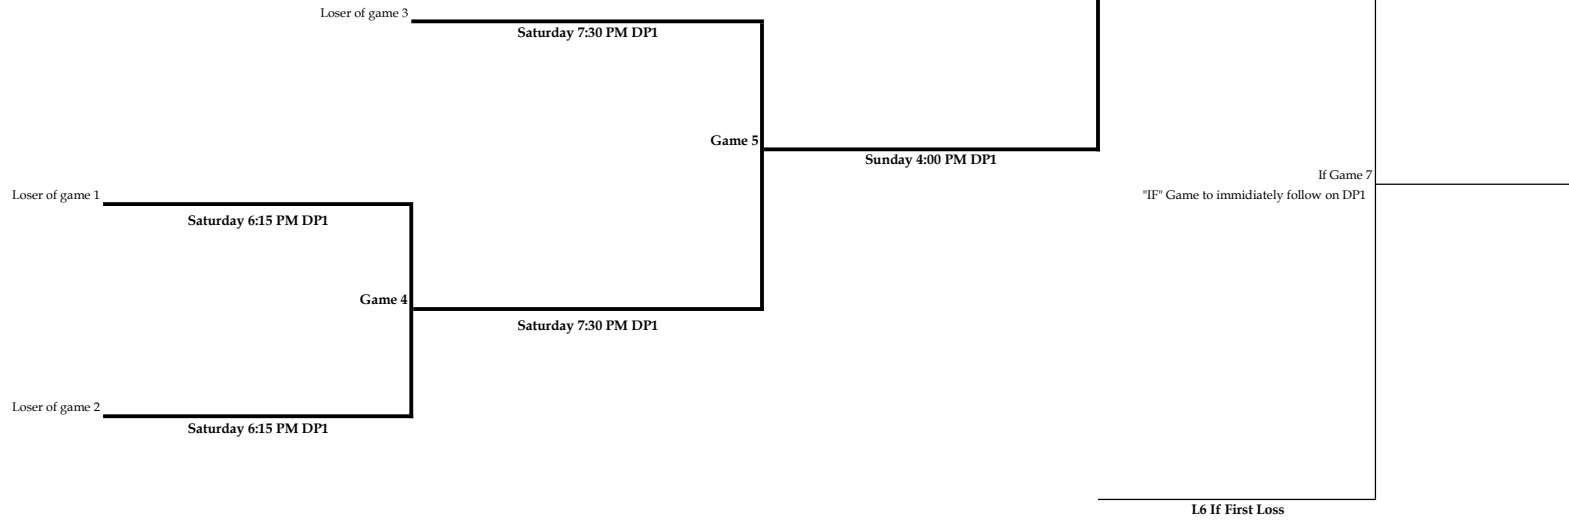 Loser of game 3
Saturday 7:30 PM DP1
Game 5
Sunday 4:00 PM DP1
If Game 7
"IF" Game to immidiately follow on DP1
Loser of game 1
Saturday 6:15 PM DP1
Game 4
Saturday 7:30 PM DP1
Loser of game 2
Saturday 6:15 PM DP1
L6 If First Loss